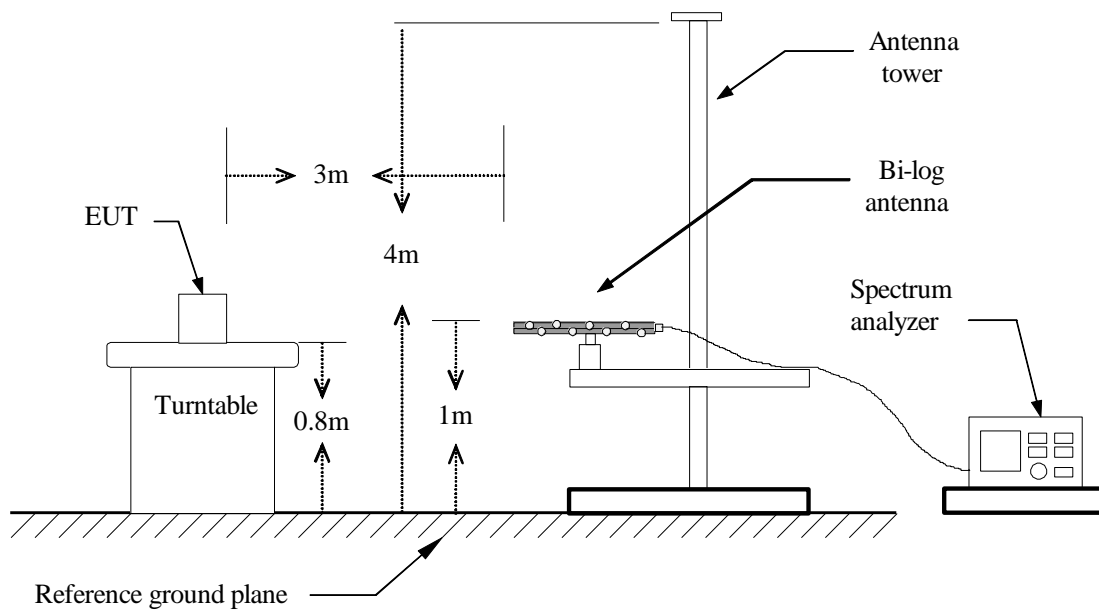 Antenna
tower
3m
Bi-log
antenna
EUT
4m
Spectrum
analyzer
Turntable
0.8m
1m
Reference ground plane